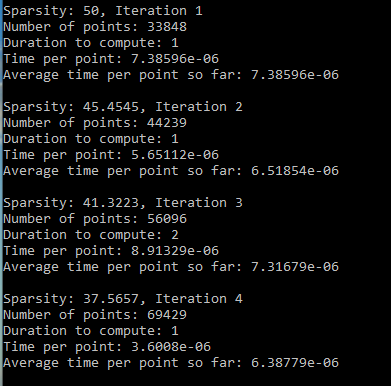 Sparsity: 50, Iteration 1
Number of points: 33848
Duration to compute: 1
Time per point: 7.38596e-06
Average time per point so far: 7.38596e-06
Sparsity: 45.4545, Iteration 2
Number of points: 44239
Duration to compute: 1
Time per point: 5.65112e-06
Average time per point so far: 6.51854e-06
Sparsity: 41.3223, Iteration 3
Number of points: 56096
Duration to compute: 2
Time per point: 8.91329e-06
Average time per point so far: 7.31679e-06
Sparsity: 37.5657, Iteration 4
Number of points: 69429
Duration to compute: 1
Time per point: 3.6008e-06
Average time per point so far: 6.38779e-06